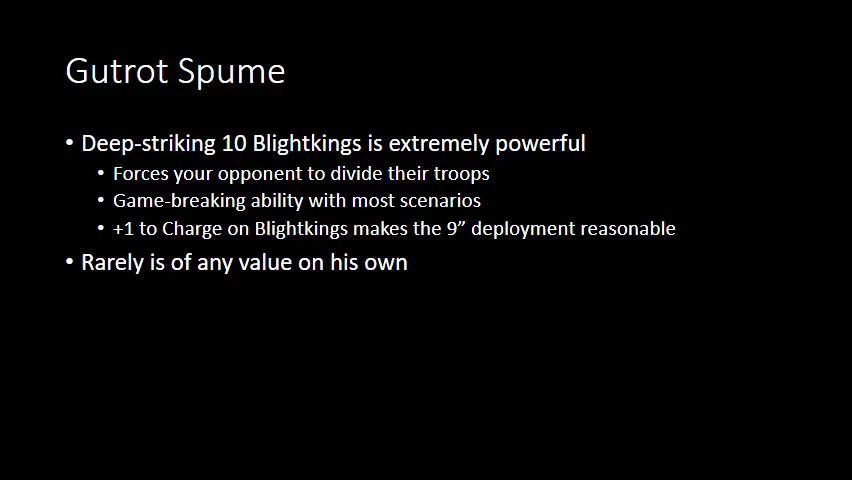 Gutrot Spume
• Deep-striking 10 Blightkings is extremely powerful
• Forces your opponent to divide their troops
• Game-breaking ability with most scenarios
• +1 to Charge on Blightkings makes the 9” deployment reasonable
• Rarely is of any value on his own